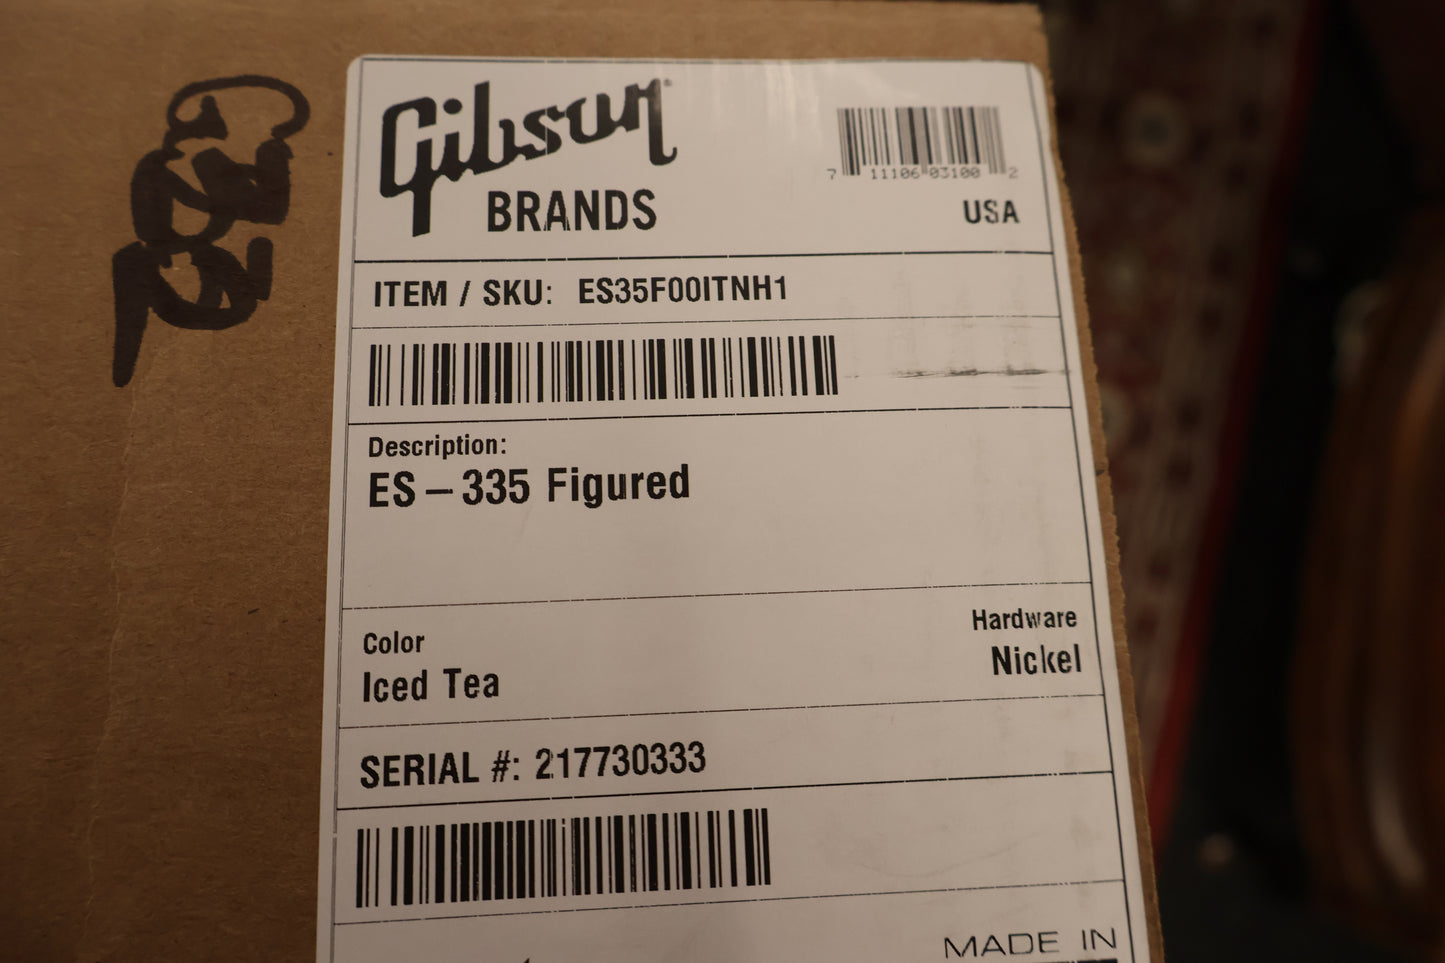 Gibson
BRANDS
7 11106 03100 2
USA
ITEM / SKU: ES35F00ITNH1
Description:
ES – 335 Figured
Color
Iced Tea
Hardware
Nickel
SERIAL #: 217730333
MADE IN